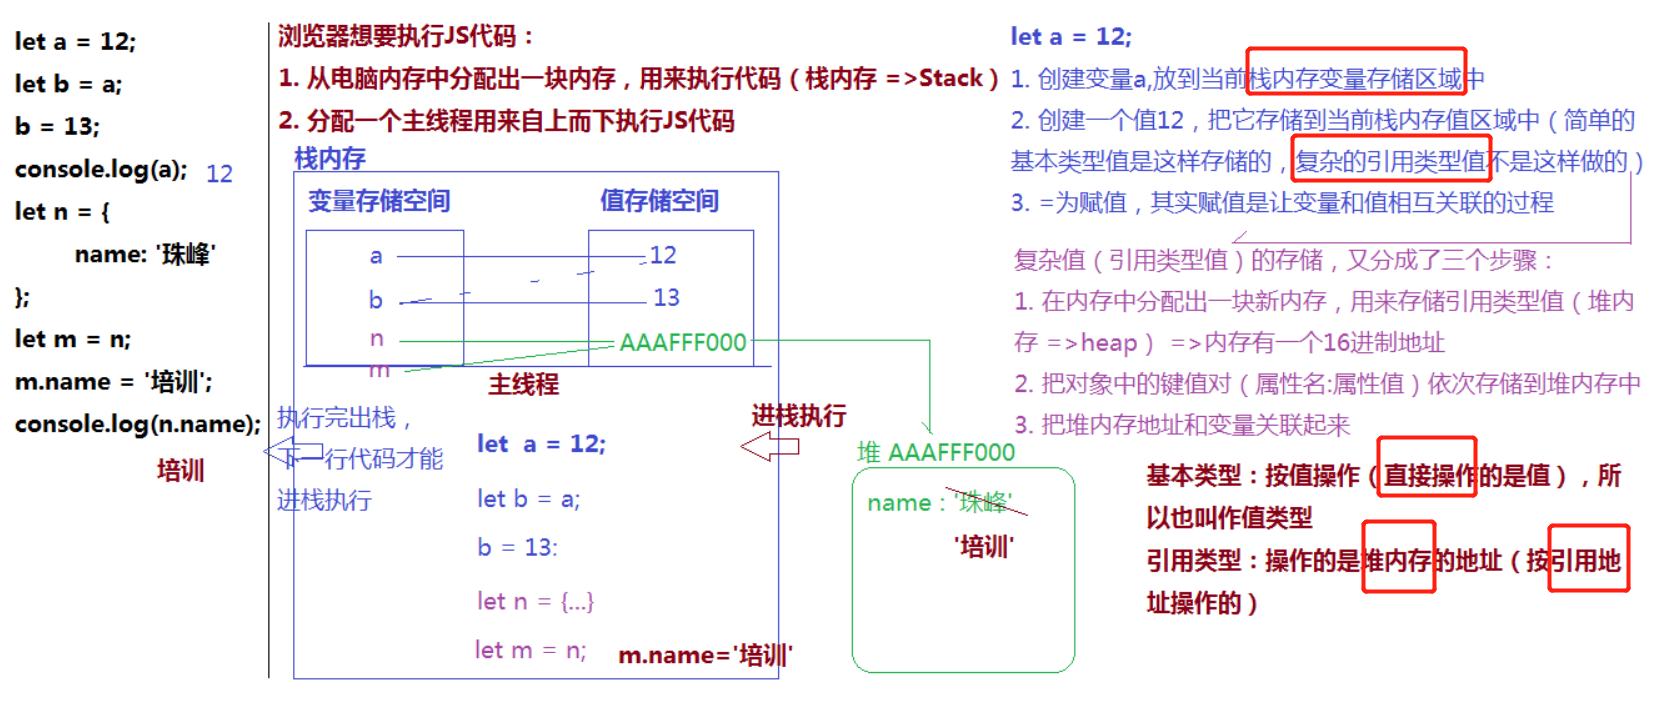 let a = 12;
let b = a;
b = 13;
console.log(a); 12
let n = {
name: '珠峰'
};
let m = n;
m.name = '培训';
console.log(n.name);
培训
浏览器想要执行JS代码：
1. 从电脑内存中分配出一块内存，用来执行代码（栈内存 =>Stack）
2. 分配一个主线程用来自上而下执行JS代码
栈内存
变量存储空间 值存储空间
a 12
b 13
n AAAFFF000
m
主线程
执行完出栈，
下一行代码才能
进栈执行
进栈执行
let a = 12;
let b = a;
b = 13:
let n = {...}
let m = n;
m.name='培训'
堆 AAAFFF000
name：'珠峰'
'培训'
let a = 12;
1. 创建变量a,放到当前栈内存变量存储区域中
2. 创建一个值12，把它存储到当前栈内存值区域中（简单的
基本类型值是这样存储的，复杂的引用类型值不是这样做的）
3. =为赋值，其实赋值是让变量和值相互关联的过程
复杂值（引用类型值）的存储，又分成了三个步骤：
1. 在内存中分配出一块新内存，用来存储引用类型值（堆内
存 =>heap） =>内存有一个16进制地址
2. 把对象中的键值对（属性名:属性值）依次存储到堆内存中
3. 把堆内存地址和变量关联起来
基本类型：按值操作（直接操作的是值），所
以也叫作值类型
引用类型：操作的是堆内存的地址（按引用地
址操作的）